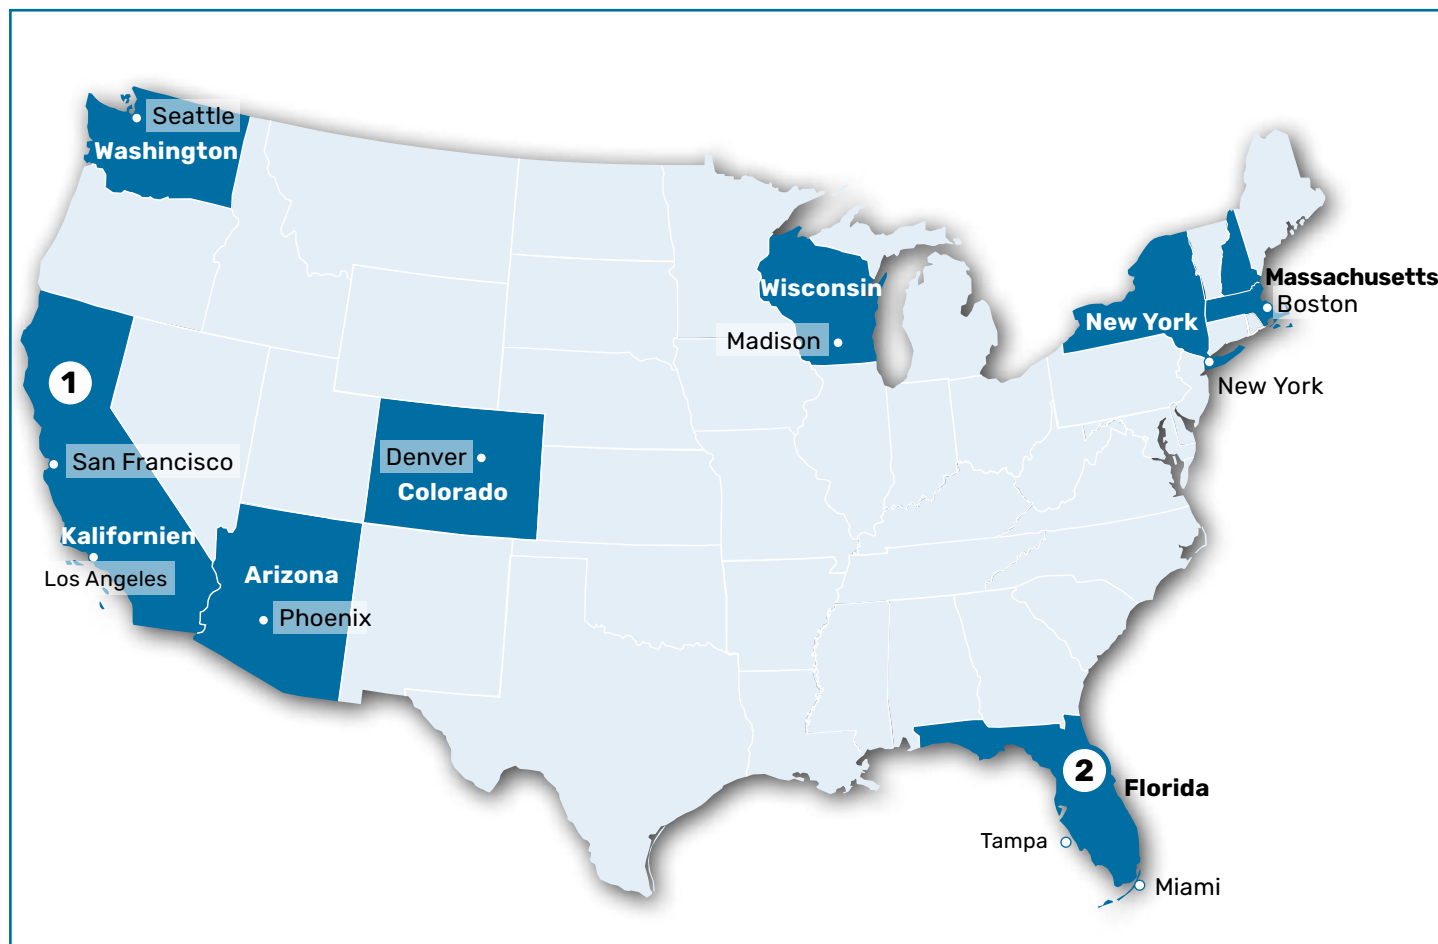 Seattle
Washington
Wisconsin
Madison
Massachusetts
Boston
New York
New York
1
San Francisco
Kalifornien
Los Angeles
Denver
Colorado
Arizona
Phoenix
2
Florida
Tampa
Miami